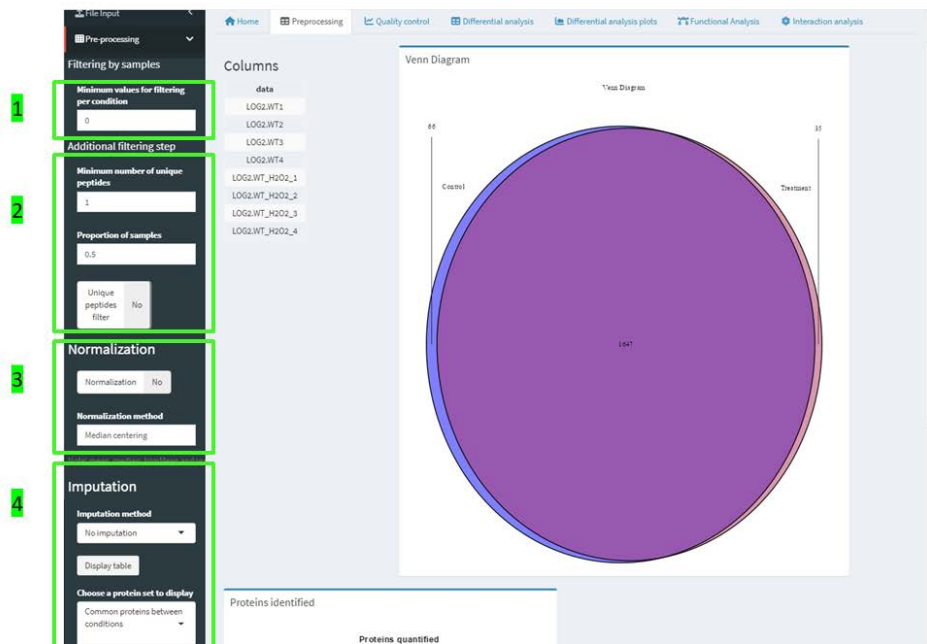 File Input
Home
Preprocessing
Quality control
Differential analysis
Differential analysis plots
Functional Analysis
Interaction analysis
Pre-processing
Filtering by samples
1
Minimum values for filtering
per condition
0
Additional filtering step
2
Minimum number of unique
peptides
1
Proportion of samples
0.5
Unique
peptides
filter
No
Normalization
3
Normalization
No
Normalization method
Median centering
4
Imputation
Imputation method
No imputation
Display table
Choose a protein set to display
Common proteins between
conditions
Columns
data
LOG2.WT1
LOG2.WT2
LOG2.WT3
LOG2.WT4
LOG2.WT_H2O2_1
LOG2.WT_H2O2_2
LOG2.WT_H2O2_3
LOG2.WT_H2O2_4
Venn Diagram
Venn Diagram
66
35
Control
Treatment
1647
Proteins identified
Proteins quantified